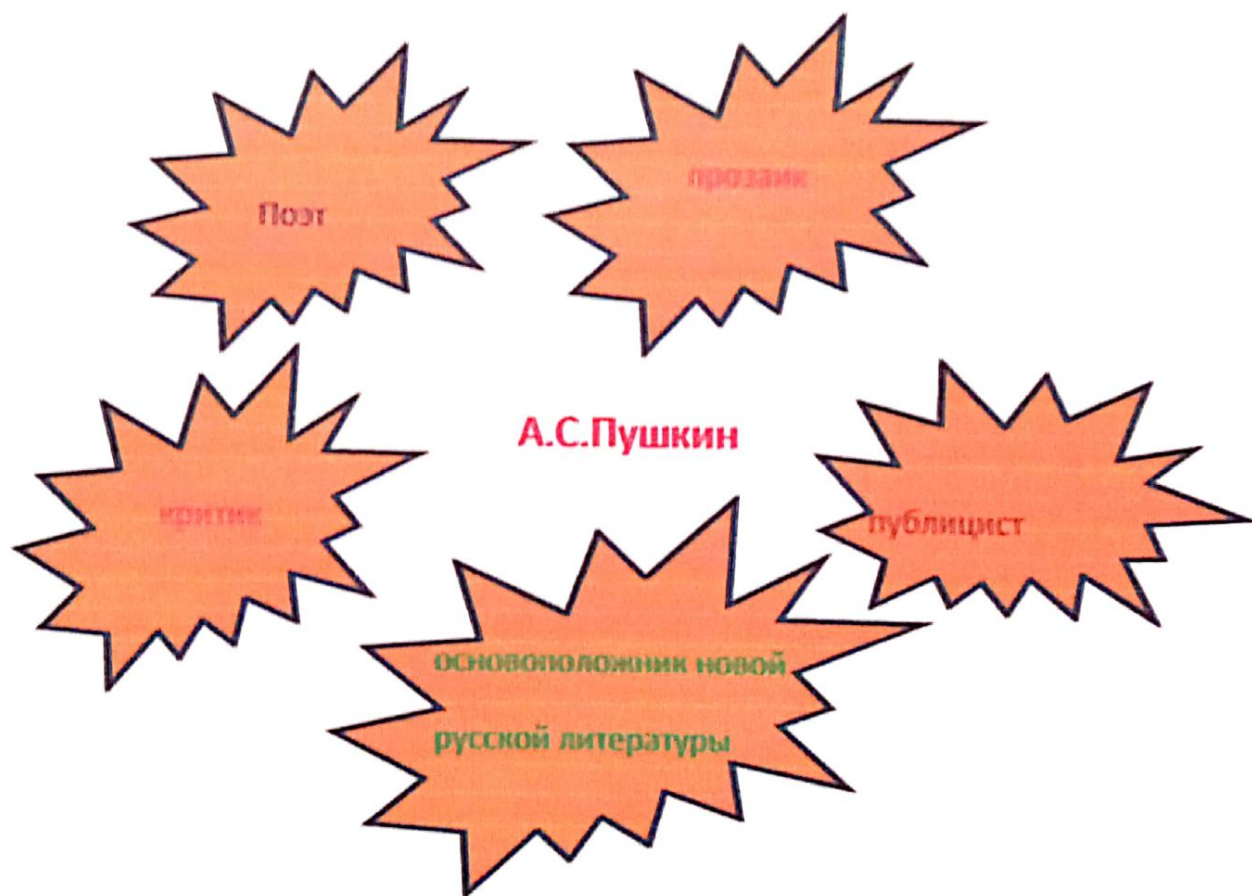 прозаик
Поэт
А.С.Пушкин
критик
публицист
основоположник новой
русской литературы